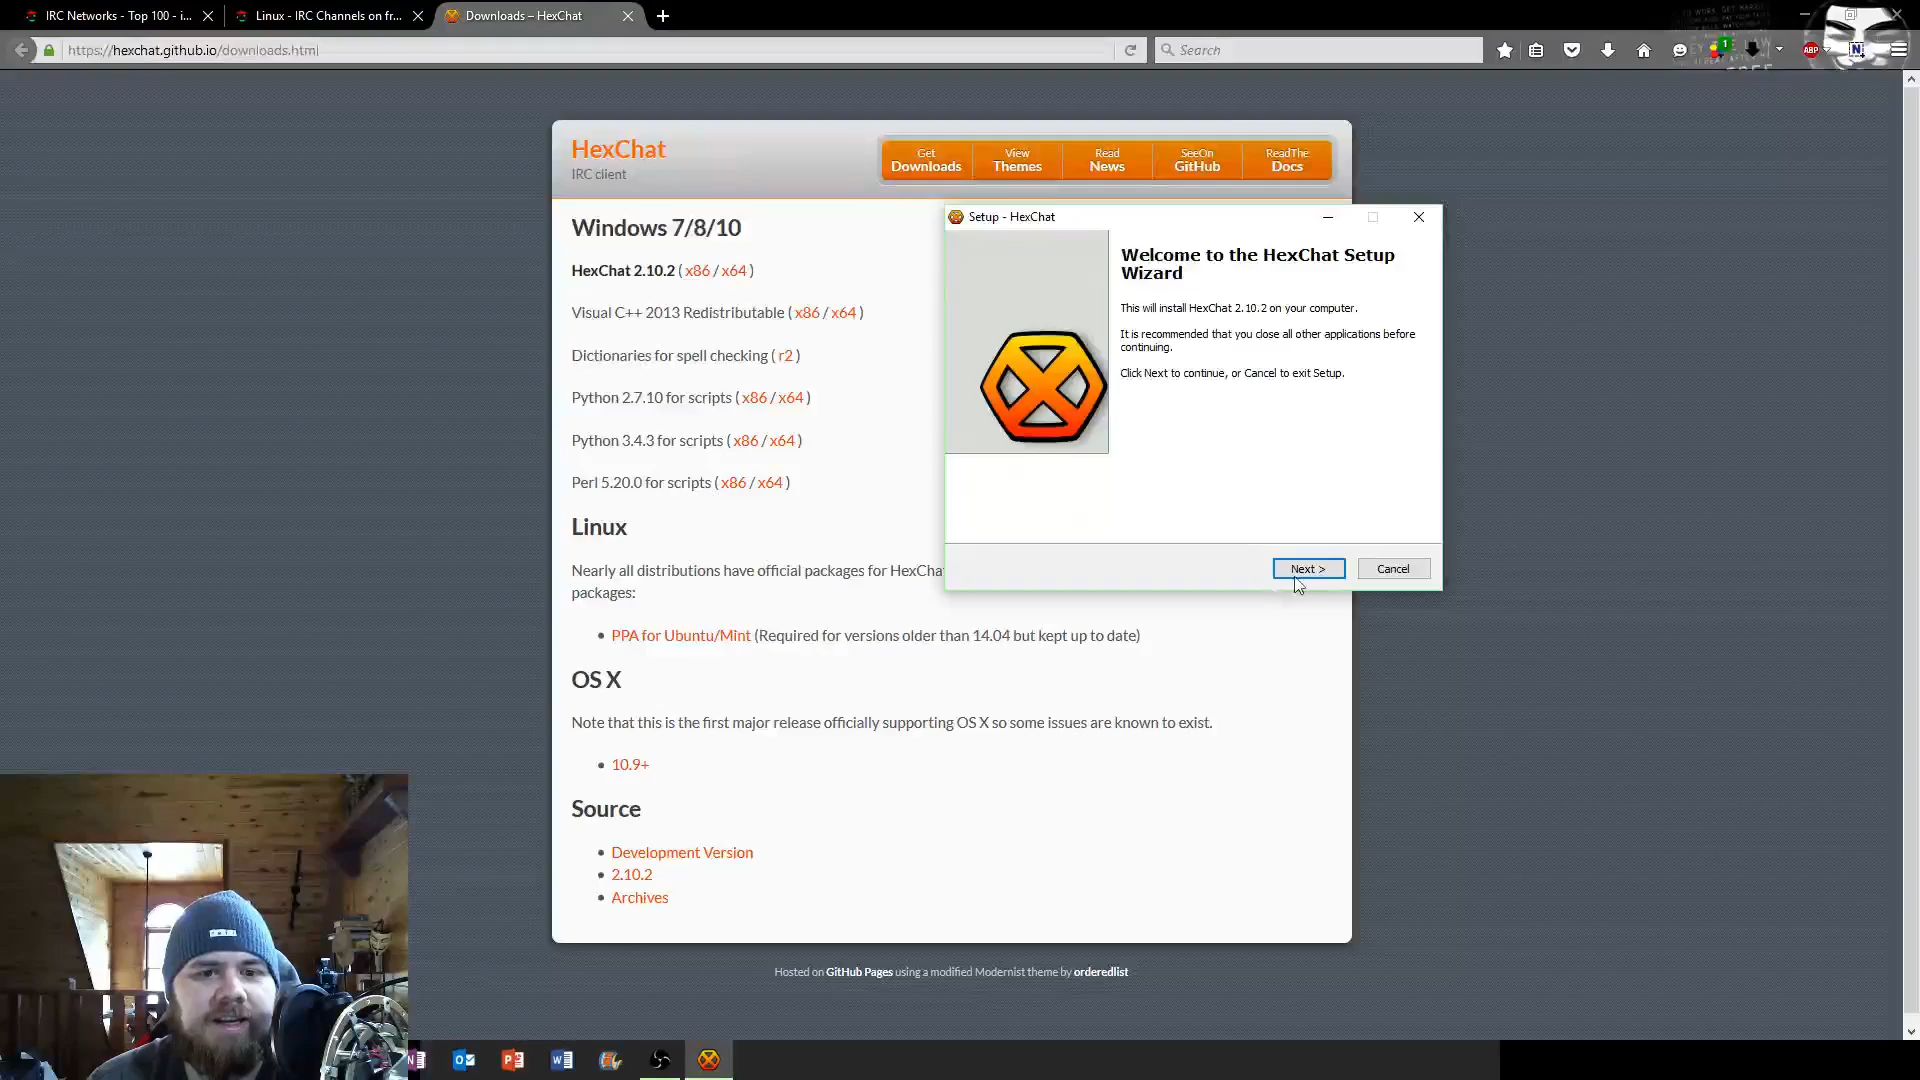 IRC Networks - Top 100 - i...
Linux - IRC Channels on fr...
Downloads – HexChat
https://hexchat.github.io/downloads.html
Search
1
ABP
N
HexChat
IRC client
Get Downloads
View Themes
Read News
SeeOn GitHub
ReadThe Docs
Windows 7/8/10
HexChat 2.10.2 ( x86 / x64 )
Visual C++ 2013 Redistributable ( x86 / x64 )
Dictionaries for spell checking ( r2 )
Python 2.7.10 for scripts ( x86 / x64 )
Python 3.4.3 for scripts ( x86 / x64 )
Perl 5.20.0 for scripts ( x86 / x64 )
Linux
Nearly all distributions have official packages for HexCha
packages:
PPA for Ubuntu/Mint (Required for versions older than 14.04 but kept up to date)
OS X
Note that this is the first major release officially supporting OS X so some issues are known to exist.
10.9+
Source
Development Version
2.10.2
Archives
Hosted on GitHub Pages using a modified Modernist theme by orderedlist
Setup - HexChat
Welcome to the HexChat Setup
Wizard
This will install HexChat 2.10.2 on your computer.
It is recommended that you close all other applications before
continuing.
Click Next to continue, or Cancel to exit Setup.
Next >
Cancel